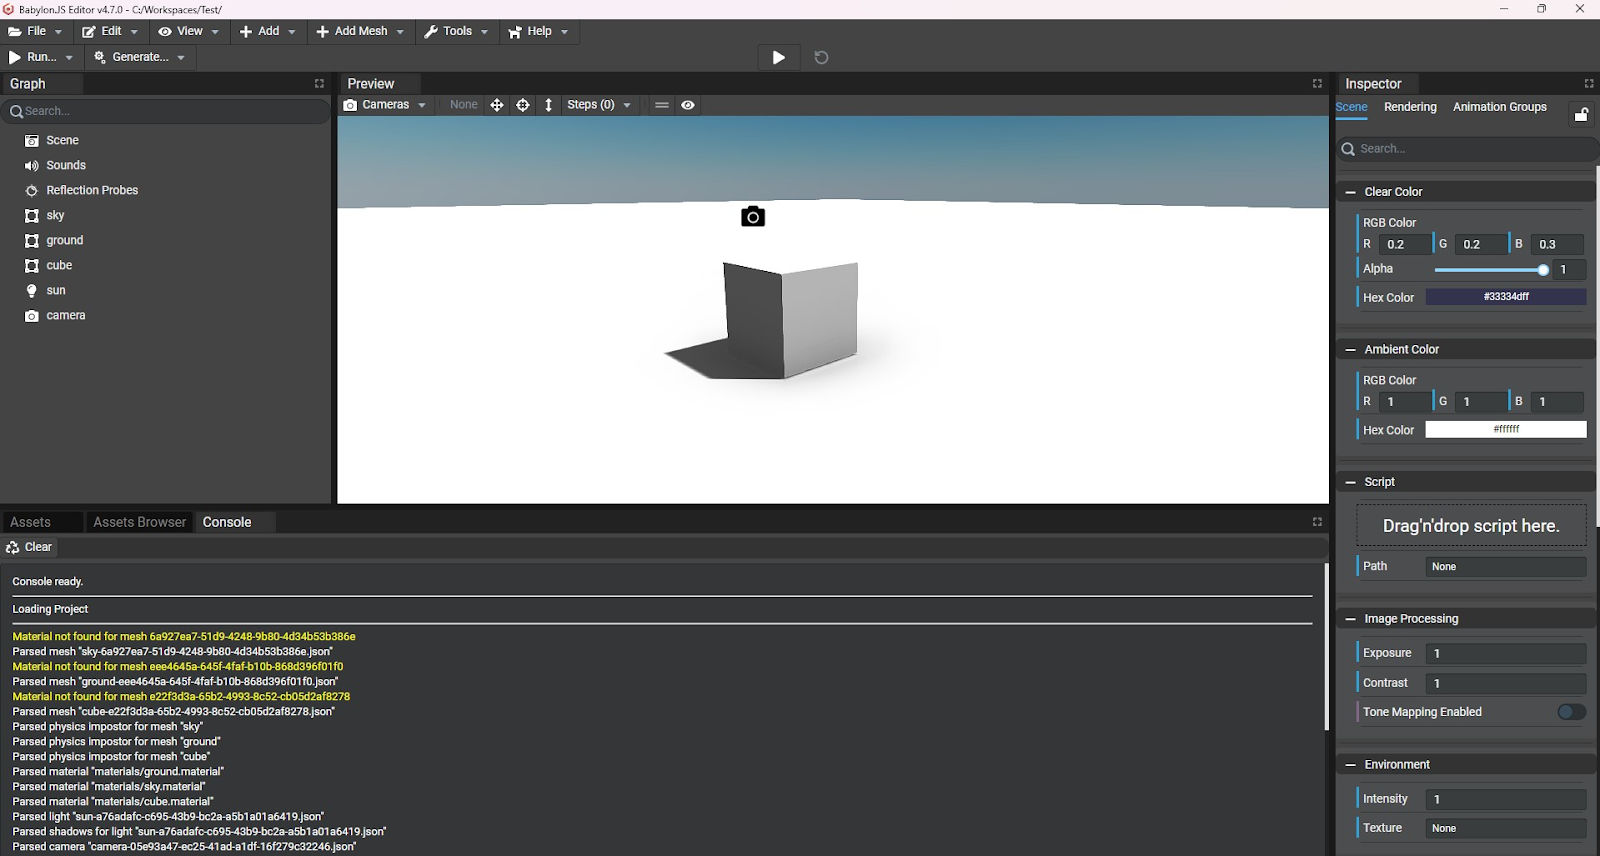 BabylonJS Editor v4.7.0 - C:/Workspaces/Test/
File Edit View Add Add Mesh Tools Help
Run... Generate...
Graph
Search...
Scene
Sounds
Reflection Probes
sky
ground
cube
sun
camera
Preview
Cameras None Steps (0)
Inspector
Scene Rendering Animation Groups
Search...
Clear Color
RGB Color
R 0.2 G 0.2 B 0.3
Alpha 1
Hex Color #33334dff
Ambient Color
RGB Color
R 1 G 1 B 1
Hex Color #ffffff
Script
Drag'n'drop script here.
Path None
Image Processing
Exposure 1
Contrast 1
Tone Mapping Enabled
Environment
Intensity 1
Texture None
Assets Assets Browser Console
Clear
Console ready.
Loading Project
Material not found for mesh 6a927ea7-51d9-4248-9b80-4d34b53b386e
Parsed mesh "sky-6a927ea7-51d9-4248-9b80-4d34b53b386e.json"
Material not found for mesh eee4645a-645f-4faf-b10b-868d396f01f0
Parsed mesh "ground-eee4645a-645f-4faf-b10b-868d396f01f0.json"
Material not found for mesh e22f3d3a-65b2-4993-8c52-cb05d2af8278
Parsed mesh "cube-e22f3d3a-65b2-4993-8c52-cb05d2af8278.json"
Parsed physics impostor for mesh "sky"
Parsed physics impostor for mesh "ground"
Parsed physics impostor for mesh "cube"
Parsed material "materials/ground.material"
Parsed material "materials/sky.material"
Parsed material "materials/cube.material"
Parsed light "sun-a76adafc-c695-43b9-bc2a-a5b1a01a6419.json"
Parsed shadows for light "sun-a76adafc-c695-43b9-bc2a-a5b1a01a6419.json"
Parsed camera "camera-05e93a47-ec25-41ad-a1df-16f279c32246.json"